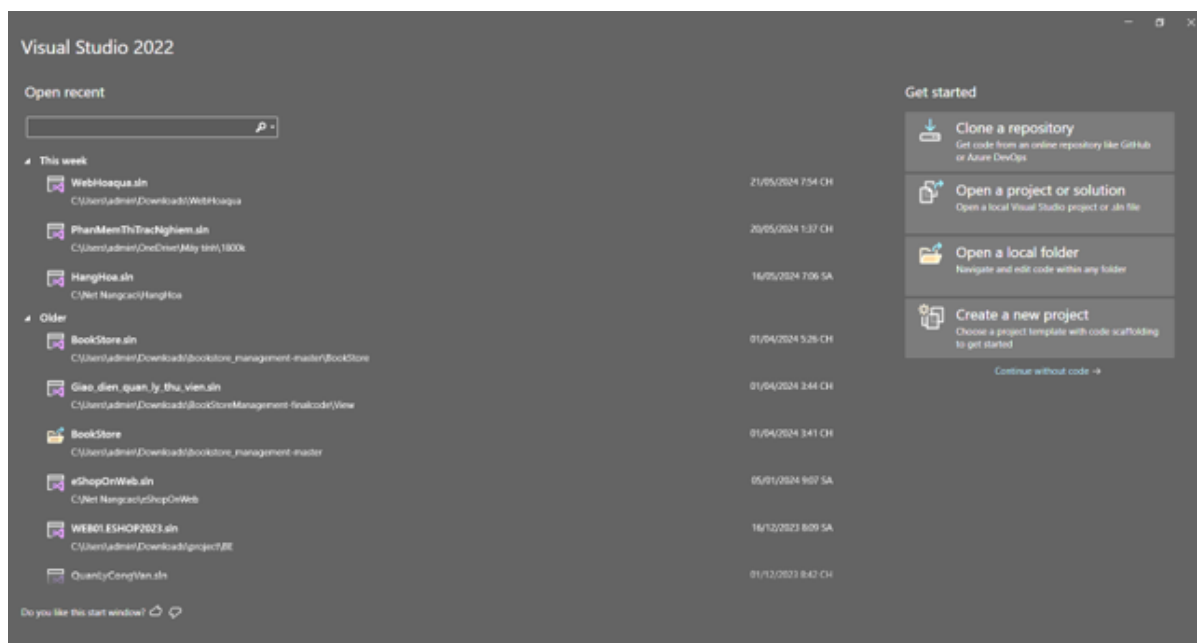 Visual Studio 2022
Open recent
This week
WebHoaqua.sln
21/05/2024 7:54 CH
C:\Users\admin\Downloads\WebHoaqua
PhanMemThiTracNghiem.sln
20/05/2024 1:37 CH
C:\Users\admin\OneDrive\Máy tính\1800k
HangHoa.sln
16/05/2024 7:06 SA
C:\Net Nangcao\HangHoa
Older
BookStore.sln
01/04/2024 5:26 CH
C:\Users\admin\Downloads\bookstore_management-master\BookStore
Giao_dien_quan_ly_thu_vien.sln
01/04/2024 3:44 CH
C:\Users\admin\Downloads\BookStoreManagement-finalcode\View
BookStore
01/04/2024 3:41 CH
C:\Users\admin\Downloads\bookstore_management-master
eShopOnWeb.sln
05/01/2024 9:07 SA
C:\Net Nangcao\eShopOnWeb
WEB01.ESHOP2023.sln
16/12/2023 8:09 SA
C:\Users\admin\Downloads\project\BE
QuanLyCongVan.sln
01/12/2023 8:42 CH
Do you like this start window?
Get started
Clone a repository
Get code from an online repository like GitHub
or Azure DevOps
Open a project or solution
Open a local Visual Studio project or .sln file
Open a local folder
Navigate and edit code within any folder
Create a new project
Choose a project template with code scaffolding
to get started
Continue without code →